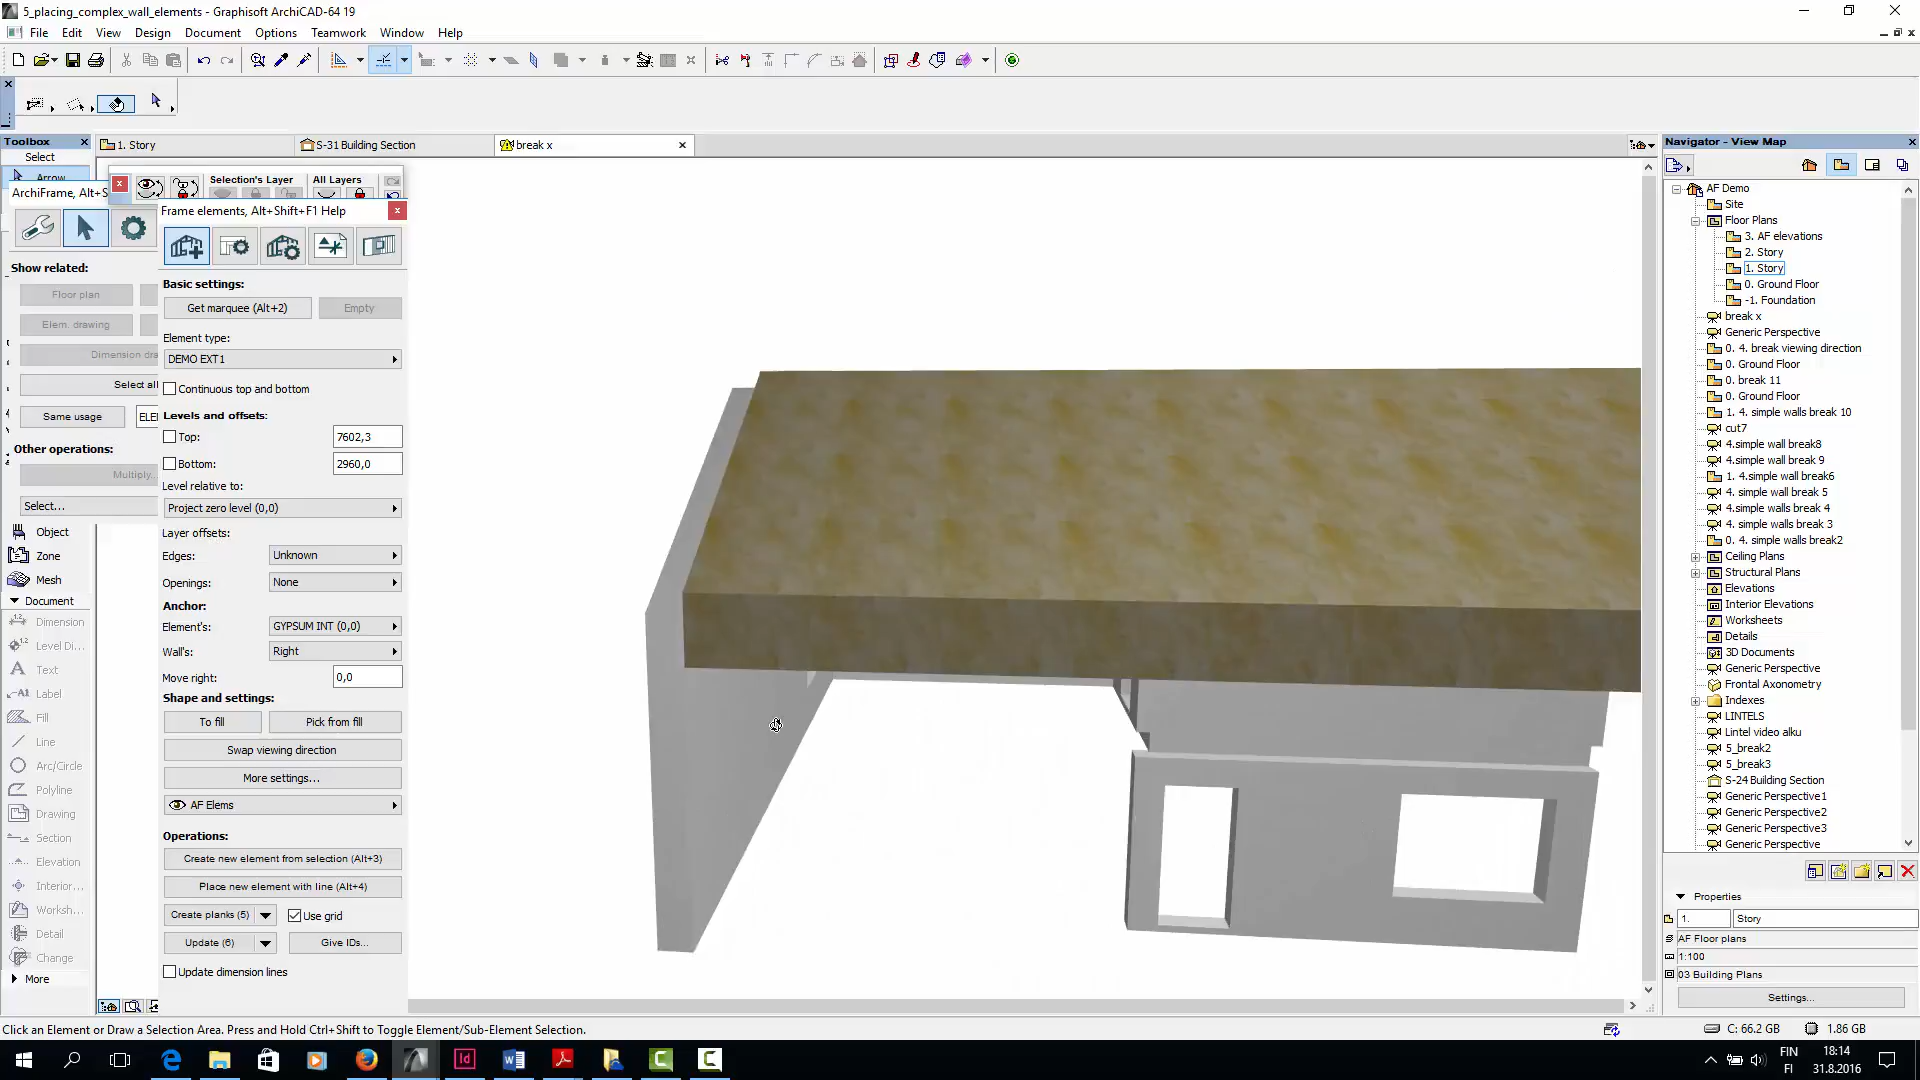 5_placing_complex_wall_elements - Graphisoft ArchiCAD-64 19
File Edit View Design Document Options Teamwork Window Help
Toolbox
Select
Arrow
1. Story
S-31 Building Section
break x
Selection's Layer
All Layers
ArchiFrame, Alt+S
Show related:
Floor plan
Elem. drawing
Dimension dra
Select all
Same usage
ELE
Other operations:
Multiply..
Select...
Object
Zone
Mesh
Document
Dimension
Level Di...
Text
Label
Fill
Line
Arc/Circle
Polyline
Drawing
Section
Elevation
Interior...
Worksh...
Detail
Change
More
Frame elements, Alt+Shift+F1 Help
Basic settings:
Get marquee (Alt+2)
Empty
Element type:
DEMO EXT1
Continuous top and bottom
Levels and offsets:
Top:
7602,3
Bottom:
2960,0
Level relative to:
Project zero level (0,0)
Layer offsets:
Edges:
Unknown
Openings:
None
Anchor:
Element's:
GYPSUM INT (0,0)
Wall's:
Right
Move right:
0,0
Shape and settings:
To fill
Pick from fill
Swap viewing direction
More settings...
AF Elems
Operations:
Create new element from selection (Alt+3)
Place new element with line (Alt+4)
Create planks (5)
Use grid
Update (6)
Give IDs...
Update dimension lines
Navigator - View Map
AF Demo
Site
Floor Plans
3. AF elevations
2. Story
1. Story
0. Ground Floor
-1. Foundation
break x
Generic Perspective
0. 4. break viewing direction
0. Ground Floor
0. break 11
0. Ground Floor
1. 4. simple walls break 10
cut7
4.simple wall break8
4.simple wall break 9
1. 4.simple wall break6
4. simple walls break 5
4.simple walls break 4
4. simple walls break 3
0. 4. simple walls break2
Ceiling Plans
Structural Plans
Elevations
Interior Elevations
Worksheets
Details
3D Documents
Generic Perspective
Frontal Axonometry
Indexes
LINTELS
Lintel video alku
5_break2
5_break3
S-24 Building Section
Generic Perspective1
Generic Perspective2
Generic Perspective3
Generic Perspective
Properties
1.
Story
AF Floor plans
1:100
03 Building Plans
Settings...
Click an Element or Draw a Selection Area. Press and Hold Ctrl+Shift to Toggle Element/Sub-Element Selection.
C: 66.2 GB
1.86 GB
FIN
FI
18:14
31.8.2016